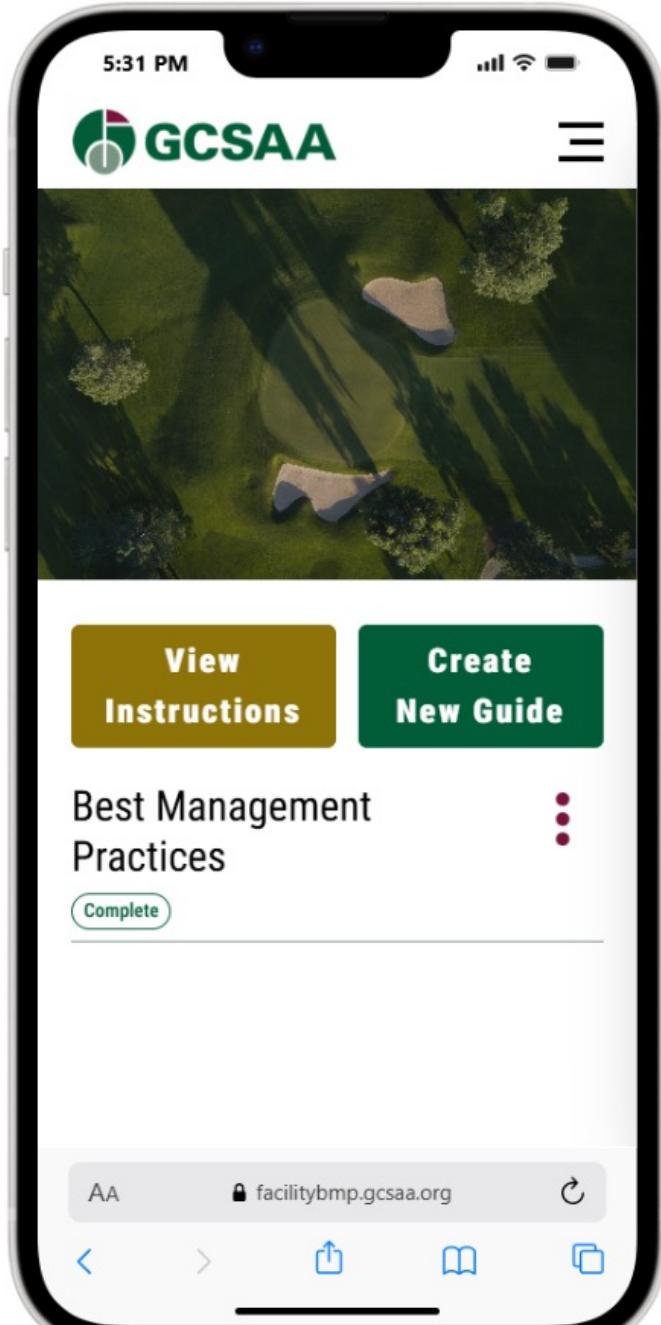 5:31 PM
GCSAA
View
Instructions
Create
New Guide
Best Management
Practices
Complete
AA
facilitybmp.gcsaa.org